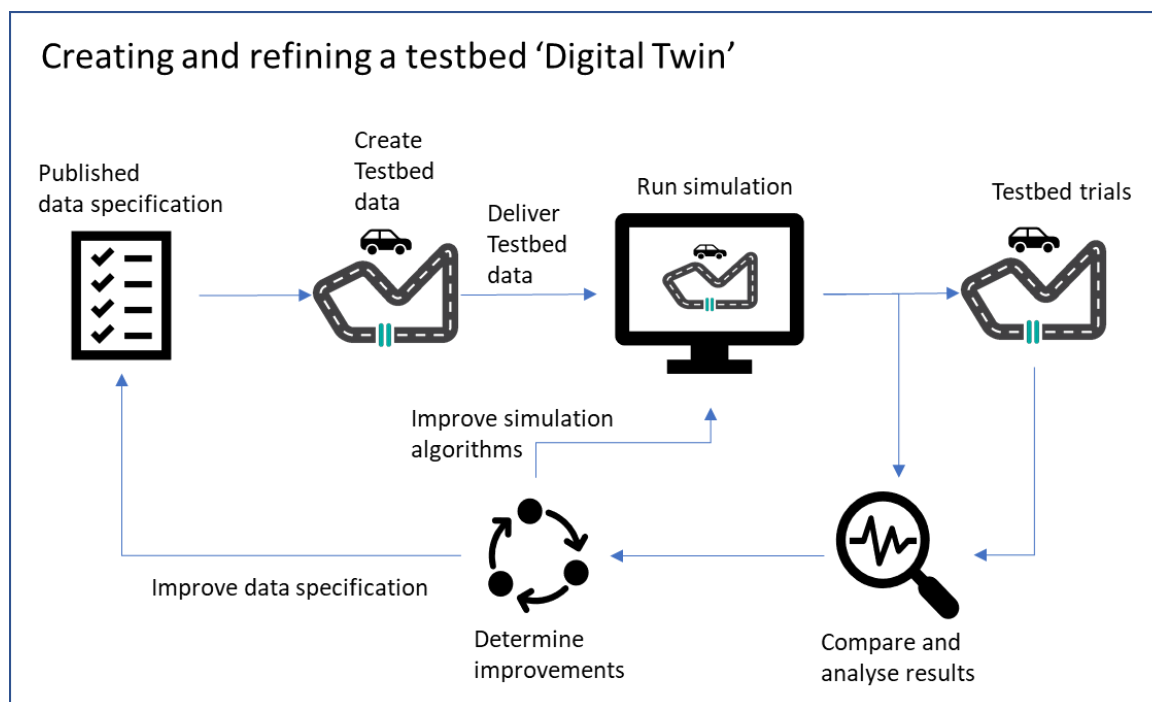 Creating and refining a testbed ‘Digital Twin’
Published
data specification
Create
Testbed
data
Deliver
Testbed
data
Run simulation
Testbed trials
Improve simulation
algorithms
Improve data specification
Determine
improvements
Compare and
analyse results